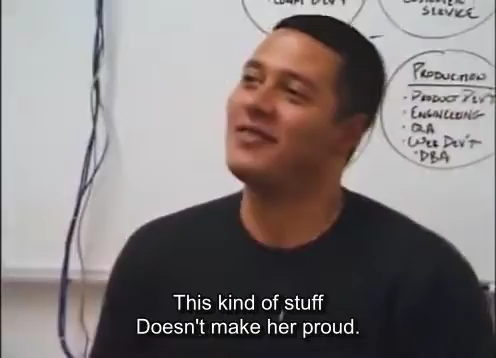 SERVICE
PRODUCTION
· PRODUCT DEV'T
· ENGINEERING
· QA
· WEB DEV'T
· DBA
This kind of stuff
Doesn't make her proud.